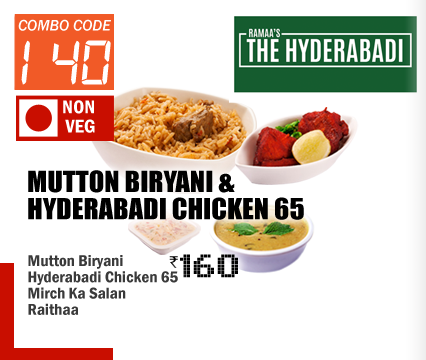 COMBO CODE
140
NON
VEG
RAMAA'S
THE HYDERABADI
MUTTON BIRYANI &
HYDERABADI CHICKEN 65
Mutton Biryani
Hyderabadi Chicken 65
Mirch Ka Salan
Raithaa
₹160